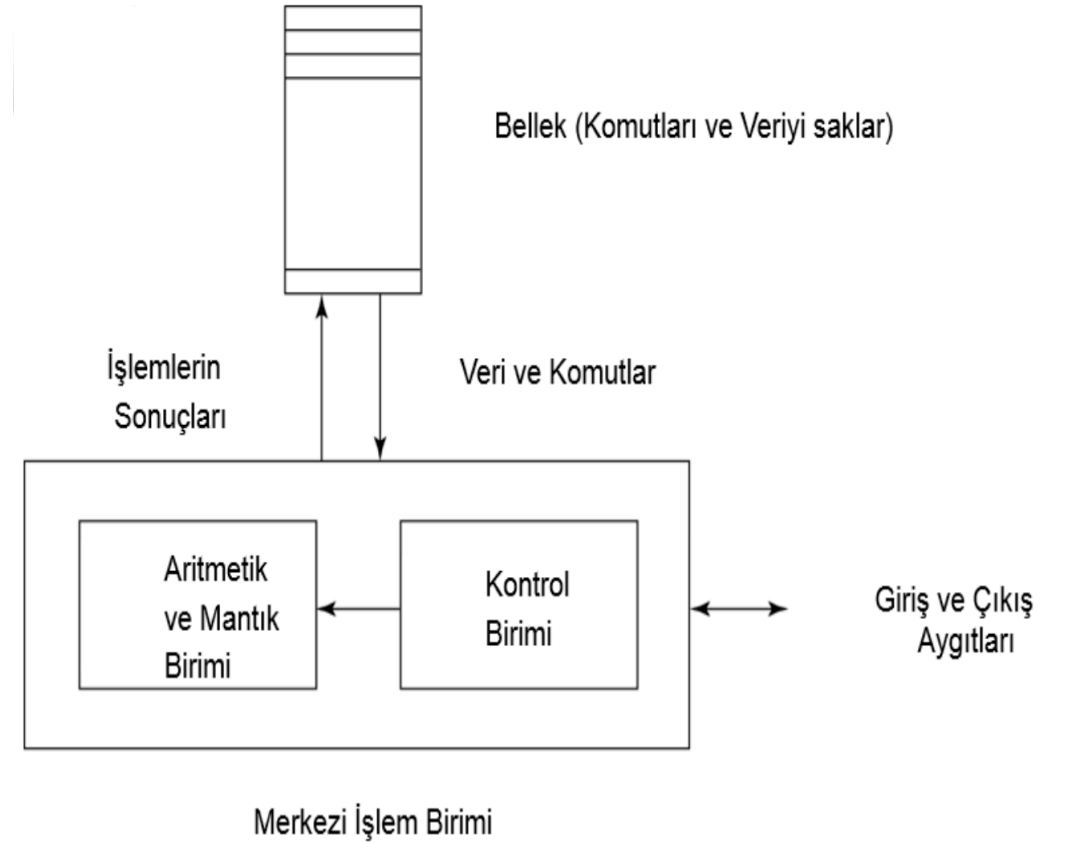 Bellek (Komutları ve Veriyi saklar)
İşlemlerin
Sonuçları
Veri ve Komutlar
Aritmetik
ve Mantık
Birimi
Kontrol
Birimi
Giriş ve Çıkış
Aygıtları
Merkezi İşlem Birimi